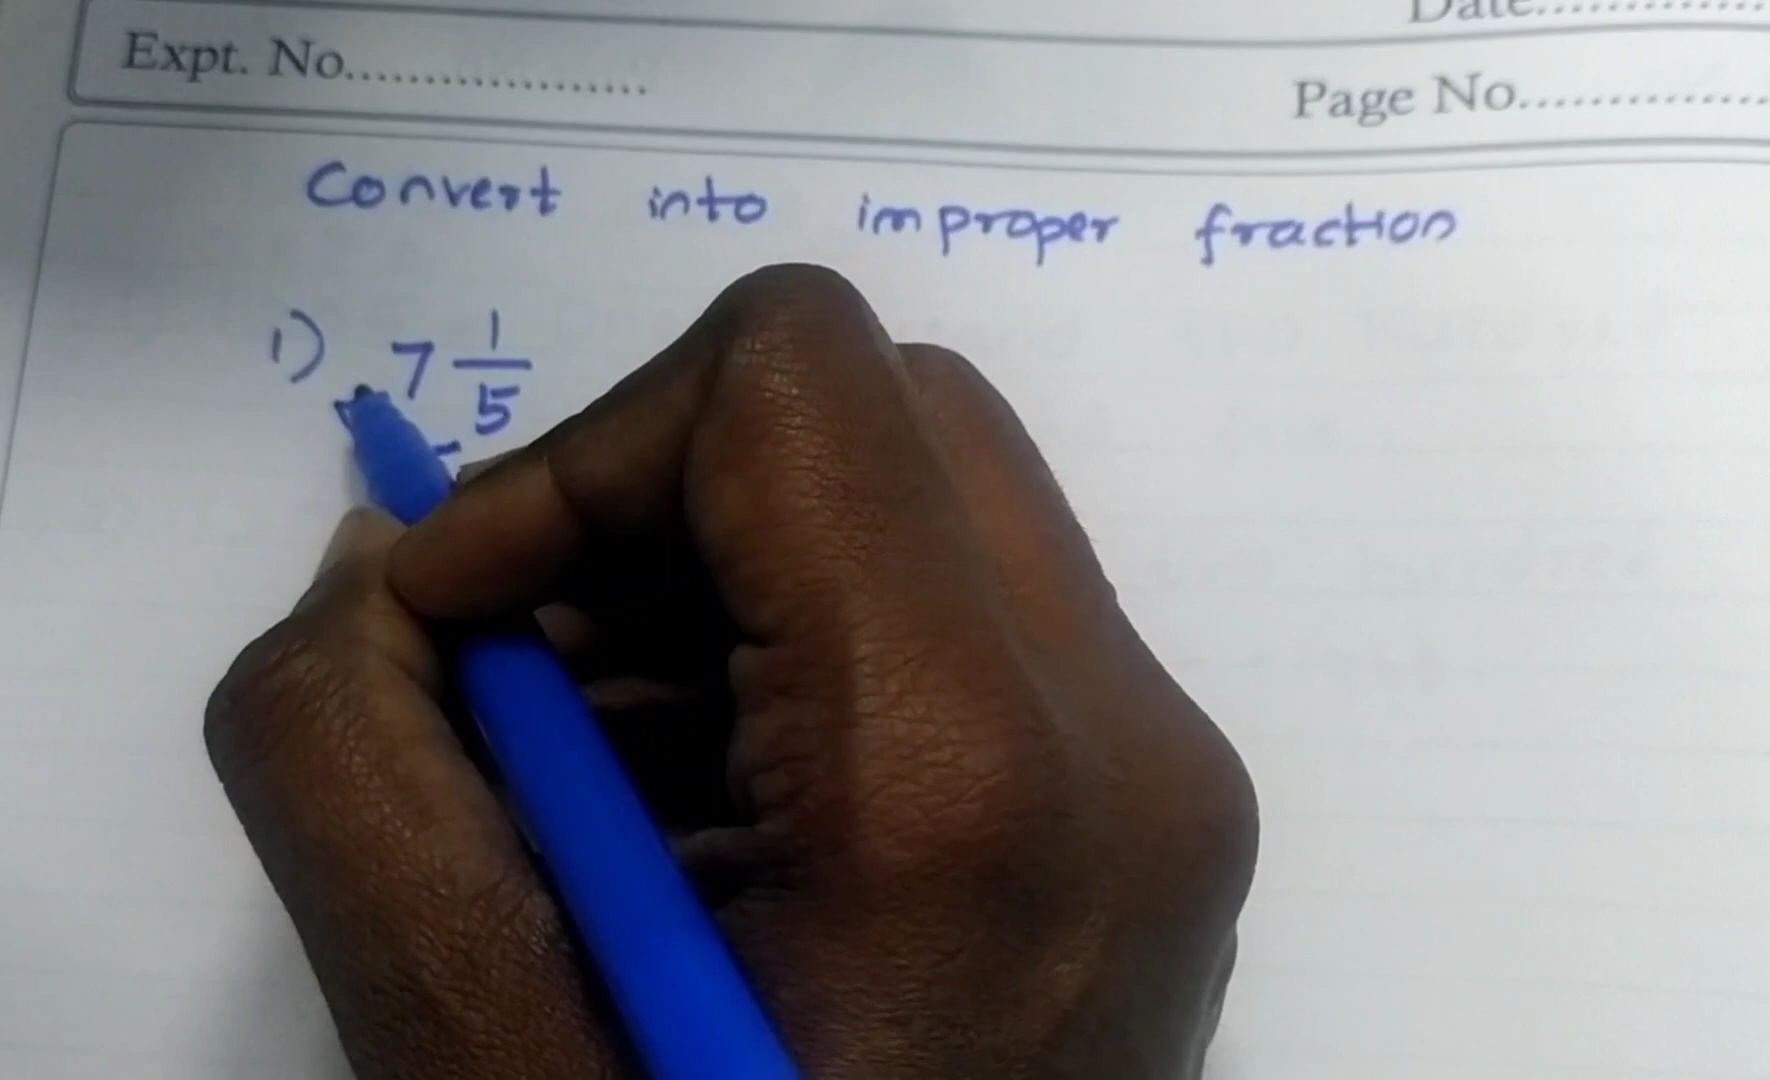 Date..............
Expt. No...................
Page No..............
Convert into improper fraction
1) 7 1/5